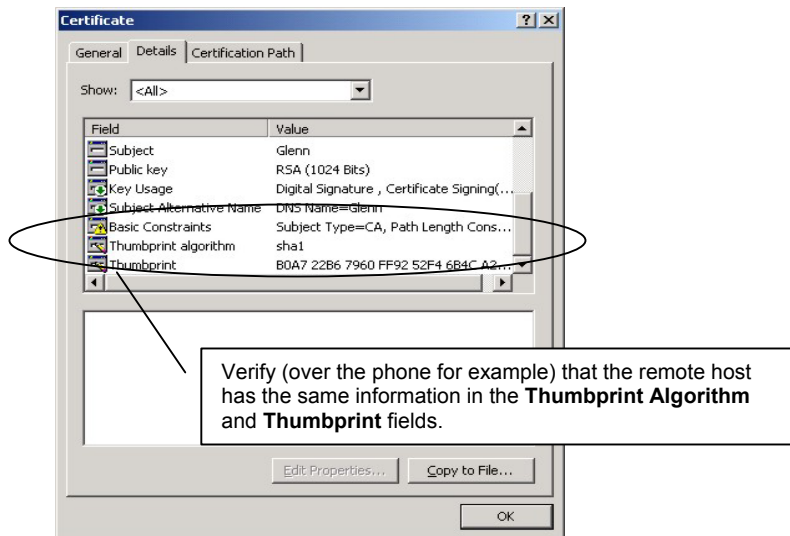 Certificate
General Details Certification Path
Show: <All>
Field Value
Subject Glenn
Public key RSA (1024 Bits)
Key Usage Digital Signature , Certificate Signing(...
Subject Alternative Name DNS Name=Glenn
Basic Constraints Subject Type=CA, Path Length Cons...
Thumbprint algorithm sha1
Thumbprint B0A7 22B6 7960 FF92 52F4 6B4C A2...
Verify (over the phone for example) that the remote host
has the same information in the Thumbprint Algorithm
and Thumbprint fields.
Edit Properties... Copy to File...
OK